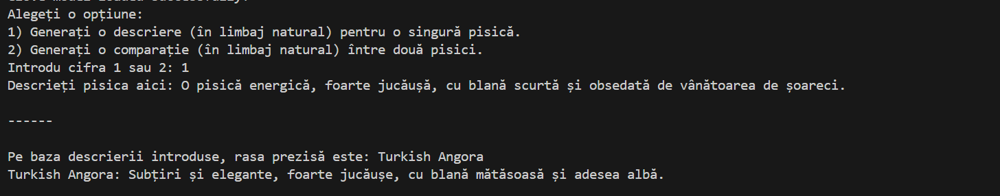 Alegeți o opțiune:
1) Generați o descriere (în limbaj natural) pentru o singură pisică.
2) Generați o comparație (în limbaj natural) între două pisici.
Introdu cifra 1 sau 2: 1
Descrieți pisica aici: O pisică energică, foarte jucăușă, cu blană scurtă și obsedată de vânătoarea de șoareci.
------
Pe baza descrierii introduse, rasa prezisă este: Turkish Angora
Turkish Angora: Subțiri și elegante, foarte jucăușe, cu blană mătăsoasă și adesea albă.